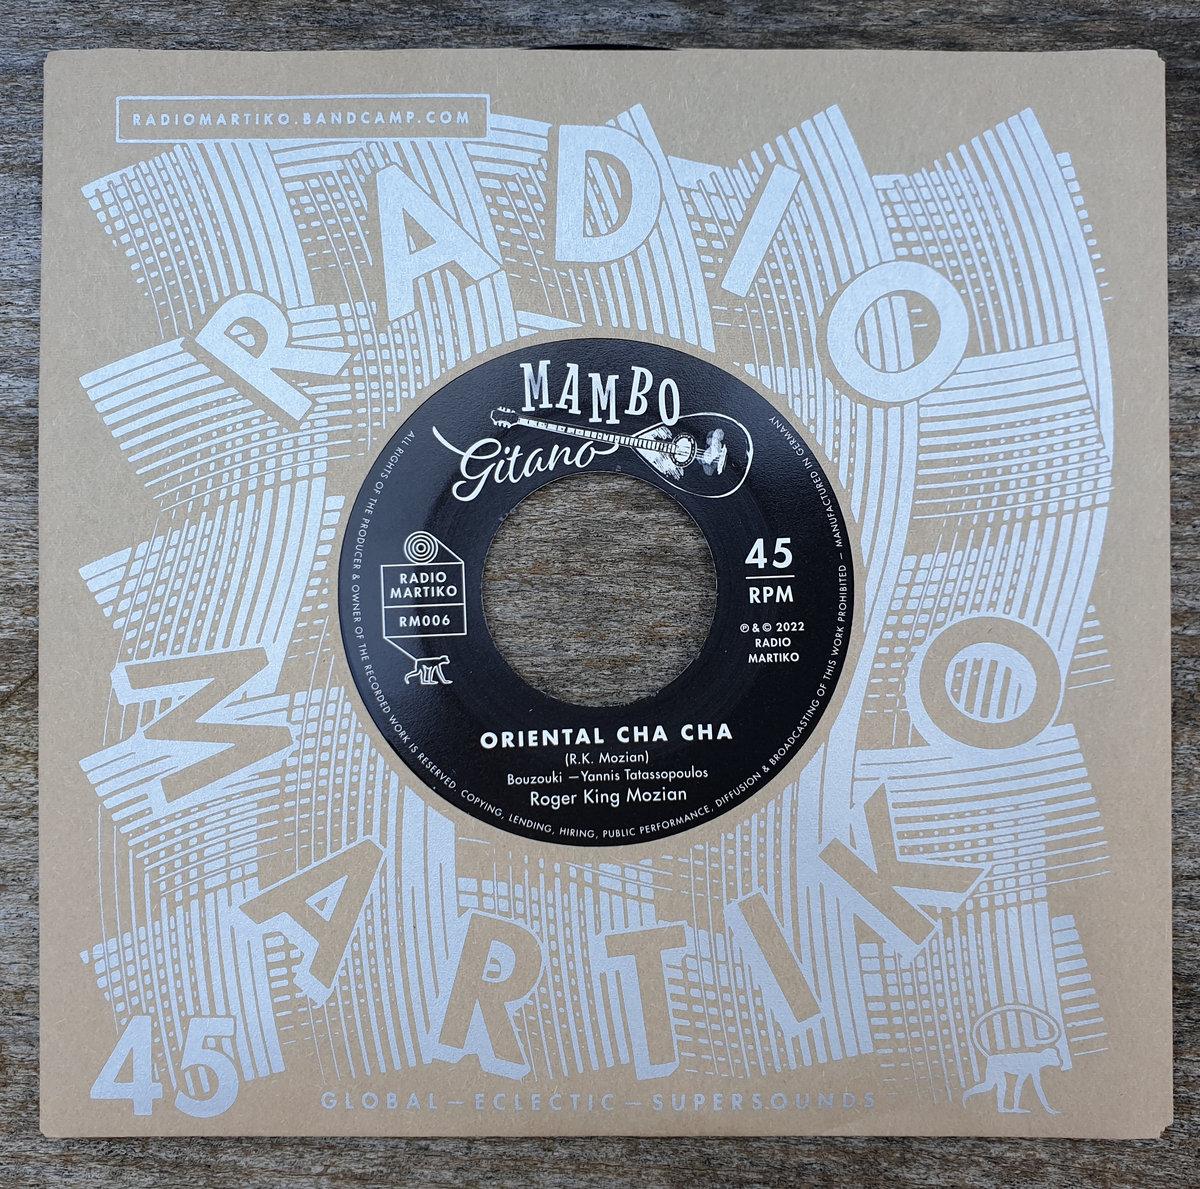 RADIOMARTIKO.BANDCAMP.COM
RADIO
MARTIKO
MAMBO
Gitano
RADIO
MARTIKO
RM006
45
RPM
℗ & © 2022
RADIO
MARTIKO
ORIENTAL CHA CHA
(R.K. Mozian)
Bouzouki – Yannis Tatassopoulos
Roger King Mozian
ALL RIGHTS OF THE PRODUCER & OWNER OF THE RECORDED WORK IS RESERVED. COPYING, LENDING, HIRING, PUBLIC PERFORMANCE, DIFFUSION & BROADCASTING OF THIS WORK PROHIBITED – MANUFACTURED IN GERMANY
45
GLOBAL – ECLECTIC – SUPERSOUNDS